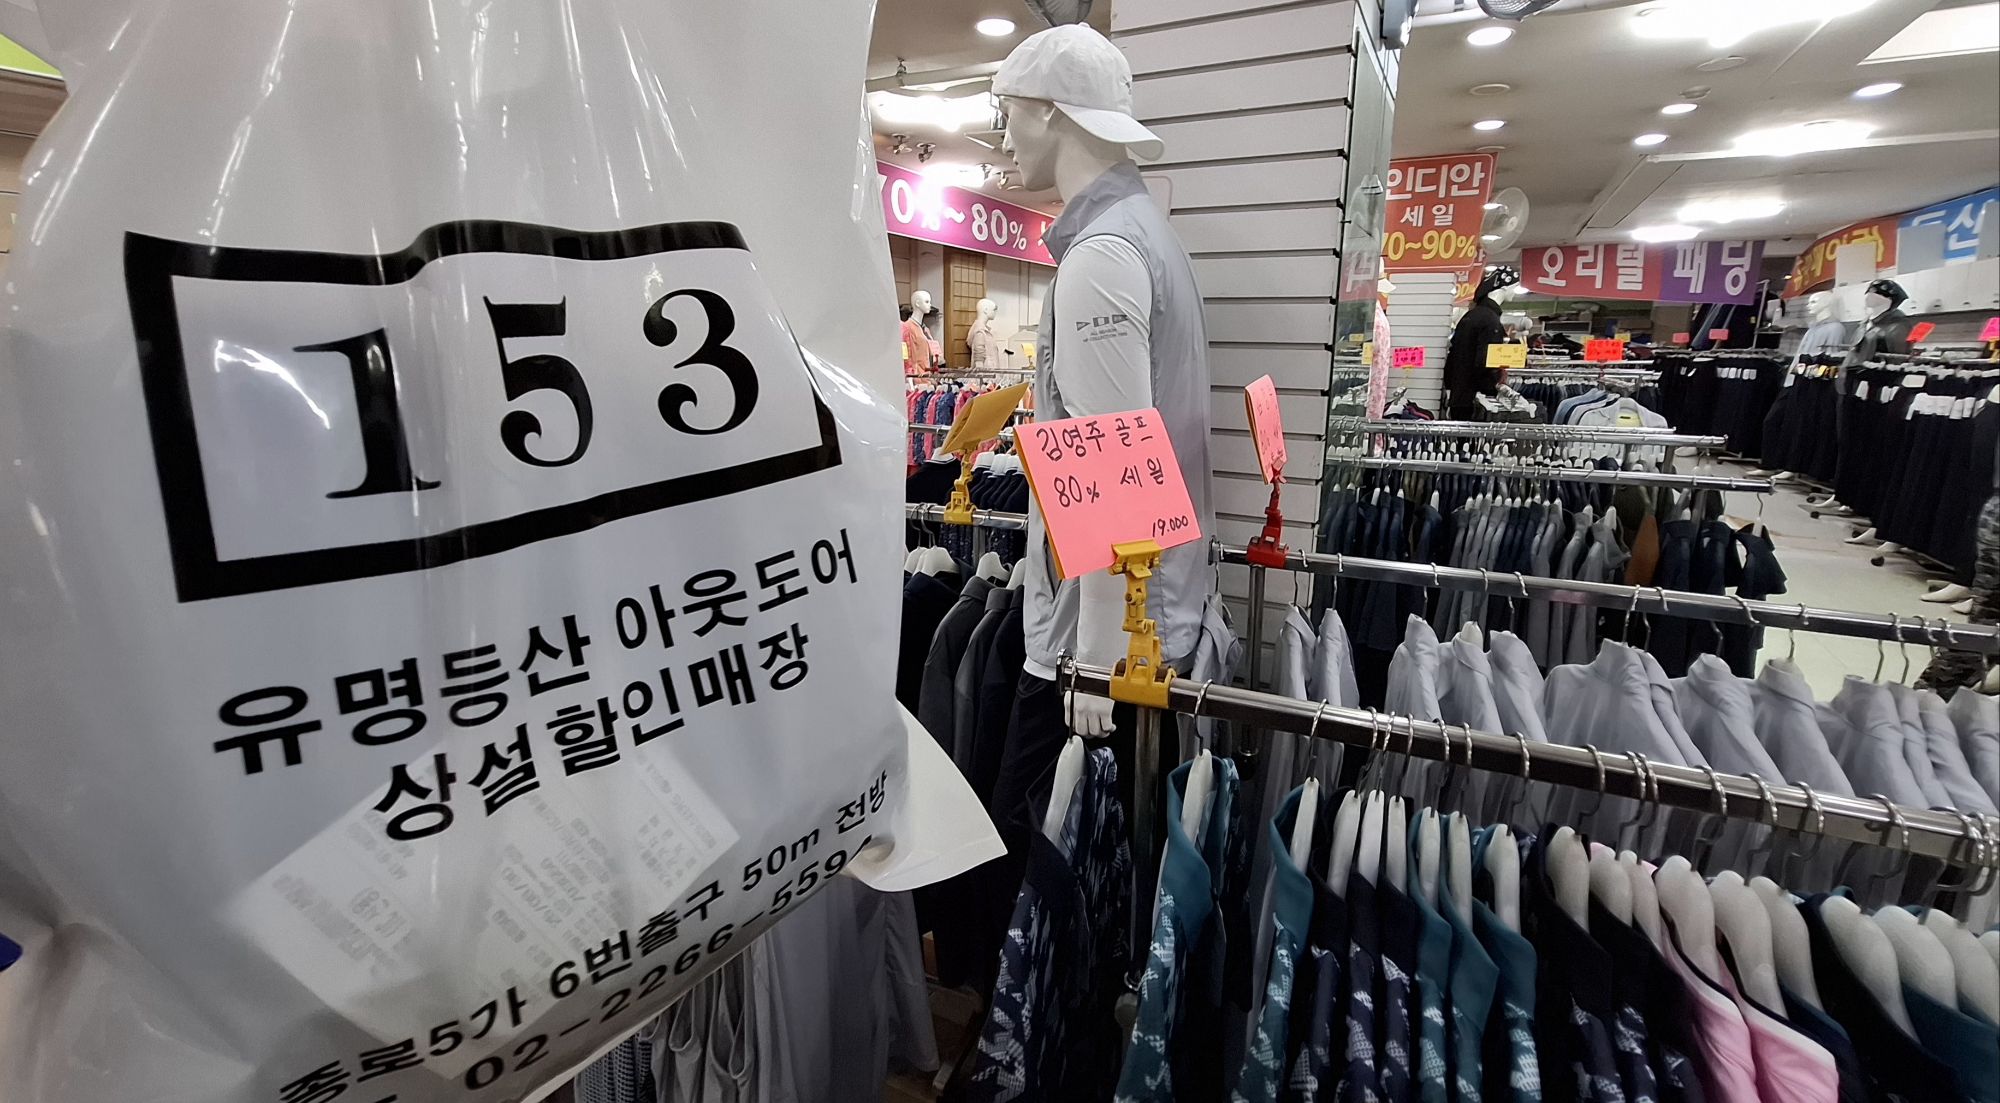 153
유명등산 아웃도어
상설할인매장
종로5가 6번출구 50m 전방
02-2266-559
70%~80%
김영주 골프
80% 세일
19.000
인디안
세일
70~90%
오리털 패딩
등산